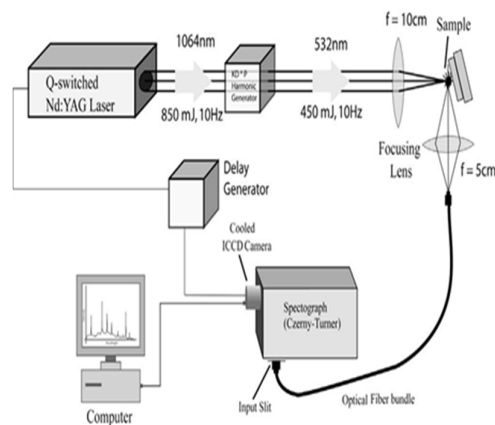 1064nm
Q-switched
Nd:YAG Laser
850 mJ, 10Hz
KD*P
Harmonic
Generator
532nm
450 mJ, 10Hz
f = 10cm
Sample
Focusing
Lens
f = 5cm
Delay
Generator
Cooled
ICCD Camera
Spectograph
(Czerny-Turner)
Input Slit
Optical Fiber bundle
Computer